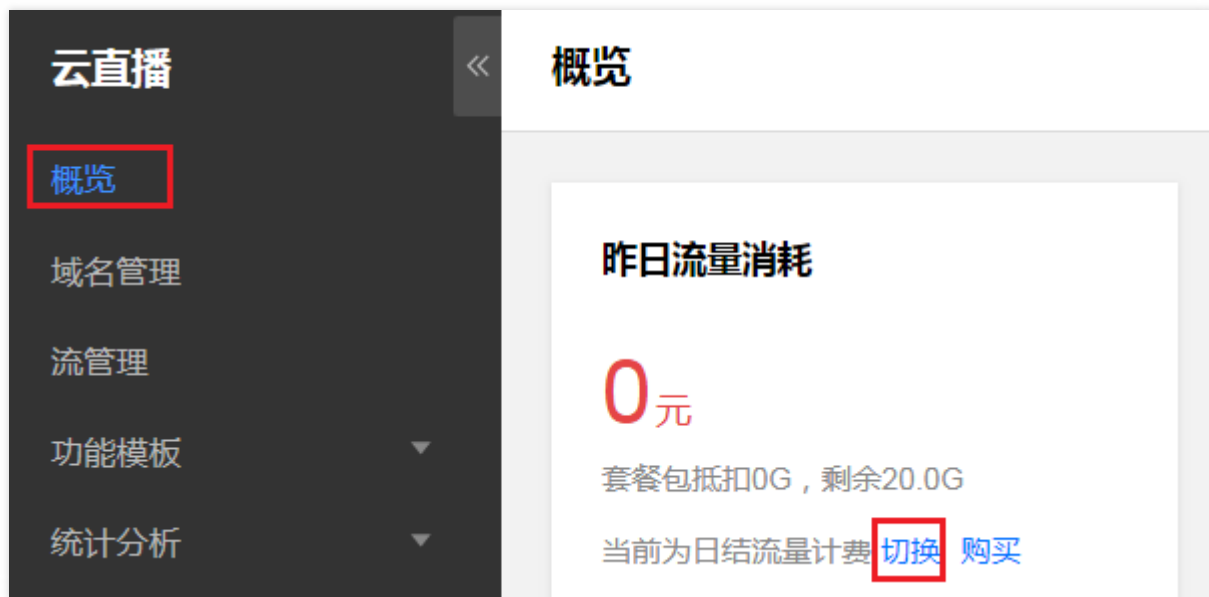 云直播
概览
域名管理
流管理
功能模板
统计分析
概览
昨日流量消耗
0元
套餐包抵扣0G，剩余20.0G
当前为日结流量计费 切换 购买